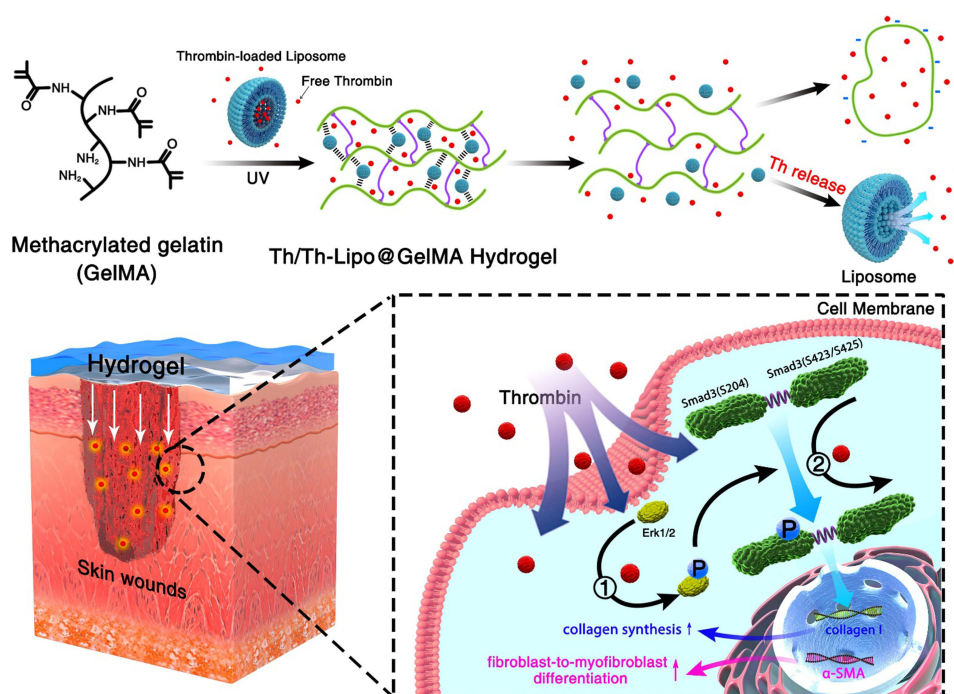 Thrombin-loaded Liposome
Free Thrombin
NH
O
NH
O
NH₂
NH
O
NH₂
UV
Th release
Methacrylated gelatin
(GelMA)
Th/Th-Lipo@GelMA Hydrogel
Liposome
Hydrogel
Skin wounds
Cell Membrane
Thrombin
Smad3(S204)
Smad3(S423/S425)
2
Erk1/2
P
P
1
collagen synthesis ↑
collagen I
fibroblast-to-myofibroblast
differentiation ↑
α-SMA